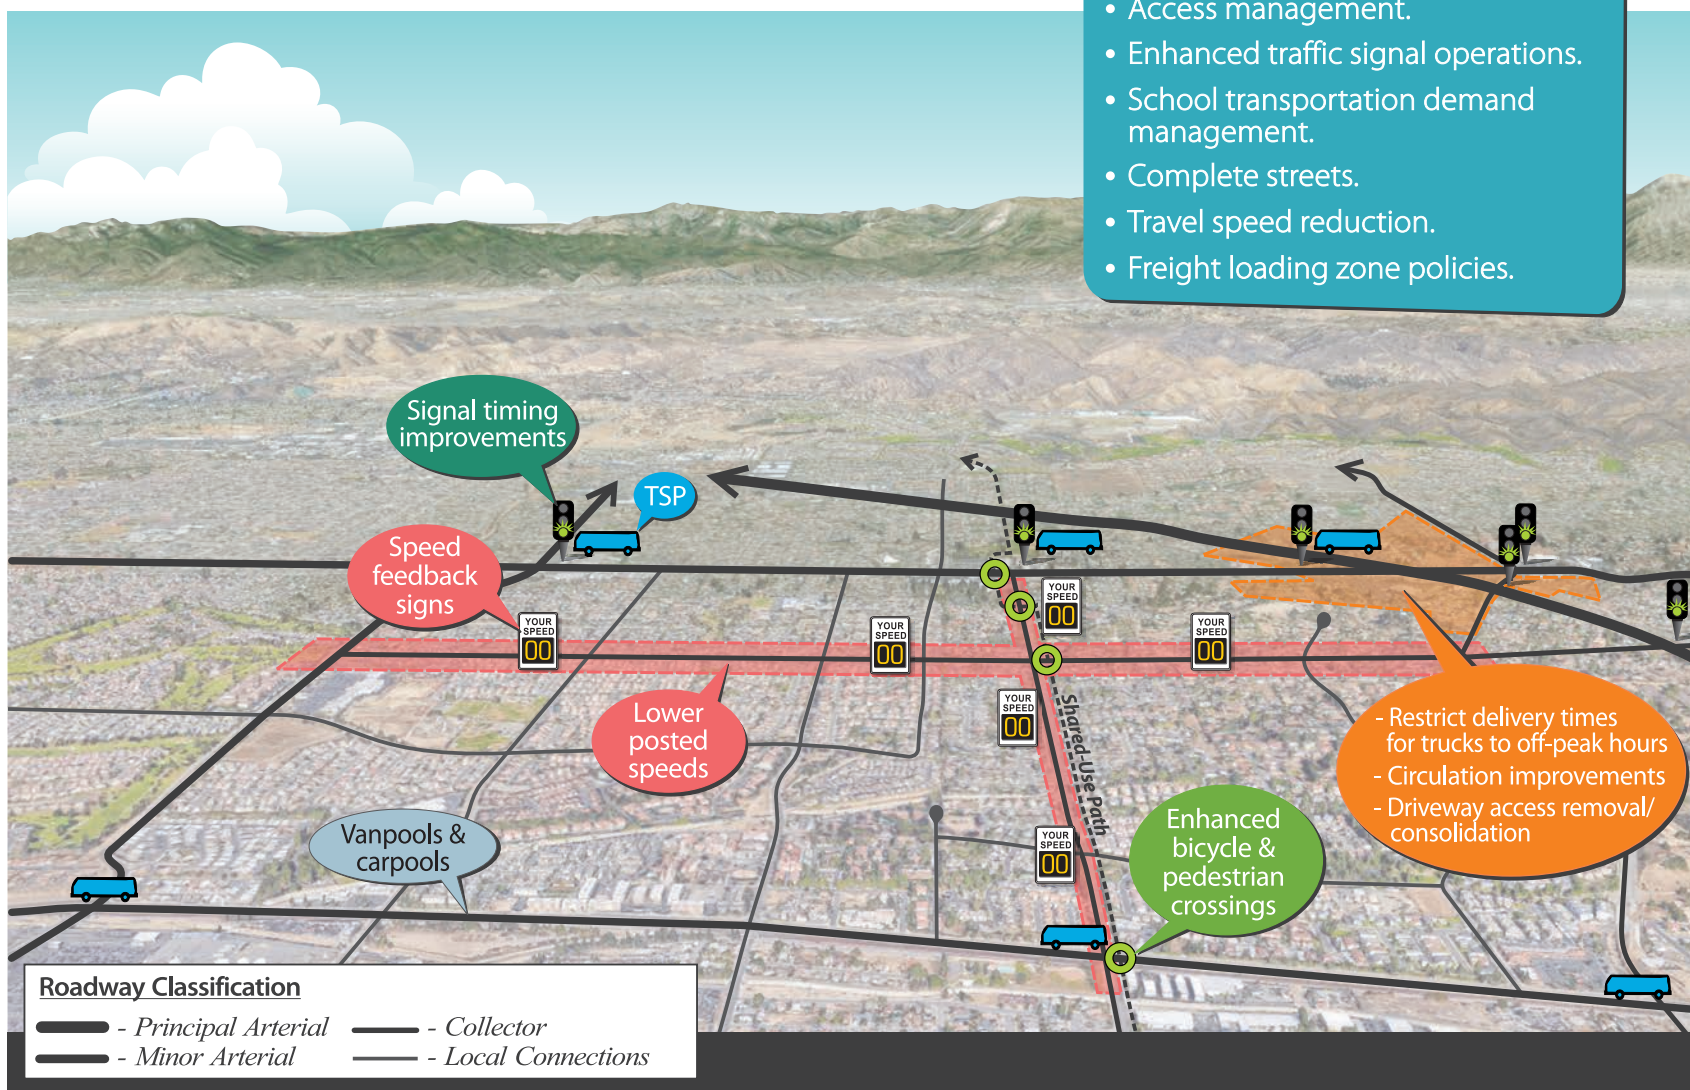 • Access management.
• Enhanced traffic signal operations.
• School transportation demand
management.
• Complete streets.
• Travel speed reduction.
• Freight loading zone policies.
Signal timing
improvements
TSP
Speed
feedback
signs
YOUR
SPEED
00
YOUR
SPEED
00
YOUR
SPEED
00
YOUR
SPEED
00
Lower
posted
speeds
YOUR
SPEED
00
Shared-Use Path
- Restrict delivery times
for trucks to off-peak hours
- Circulation improvements
- Driveway access removal/
consolidation
Vanpools &
carpools
YOUR
SPEED
00
Enhanced
bicycle &
pedestrian
crossings
Roadway Classification
- Principal Arterial
- Minor Arterial
- Collector
- Local Connections